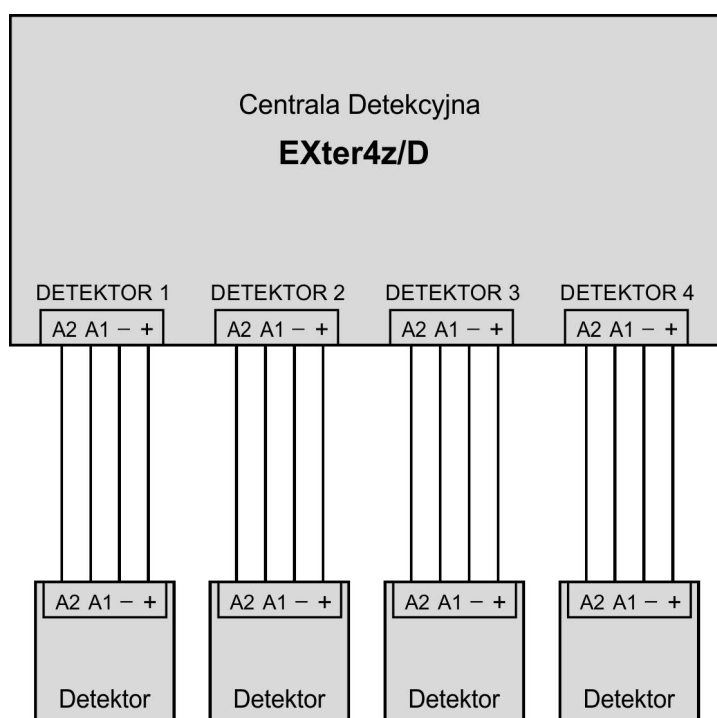 Centrala Detekcyjna
EXter4z/D
DETEKTOR 1 DETEKTOR 2 DETEKTOR 3 DETEKTOR 4
A2 A1 – + A2 A1 – + A2 A1 – + A2 A1 – +
A2 A1 – + A2 A1 – + A2 A1 – + A2 A1 – +
Detektor Detektor Detektor Detektor